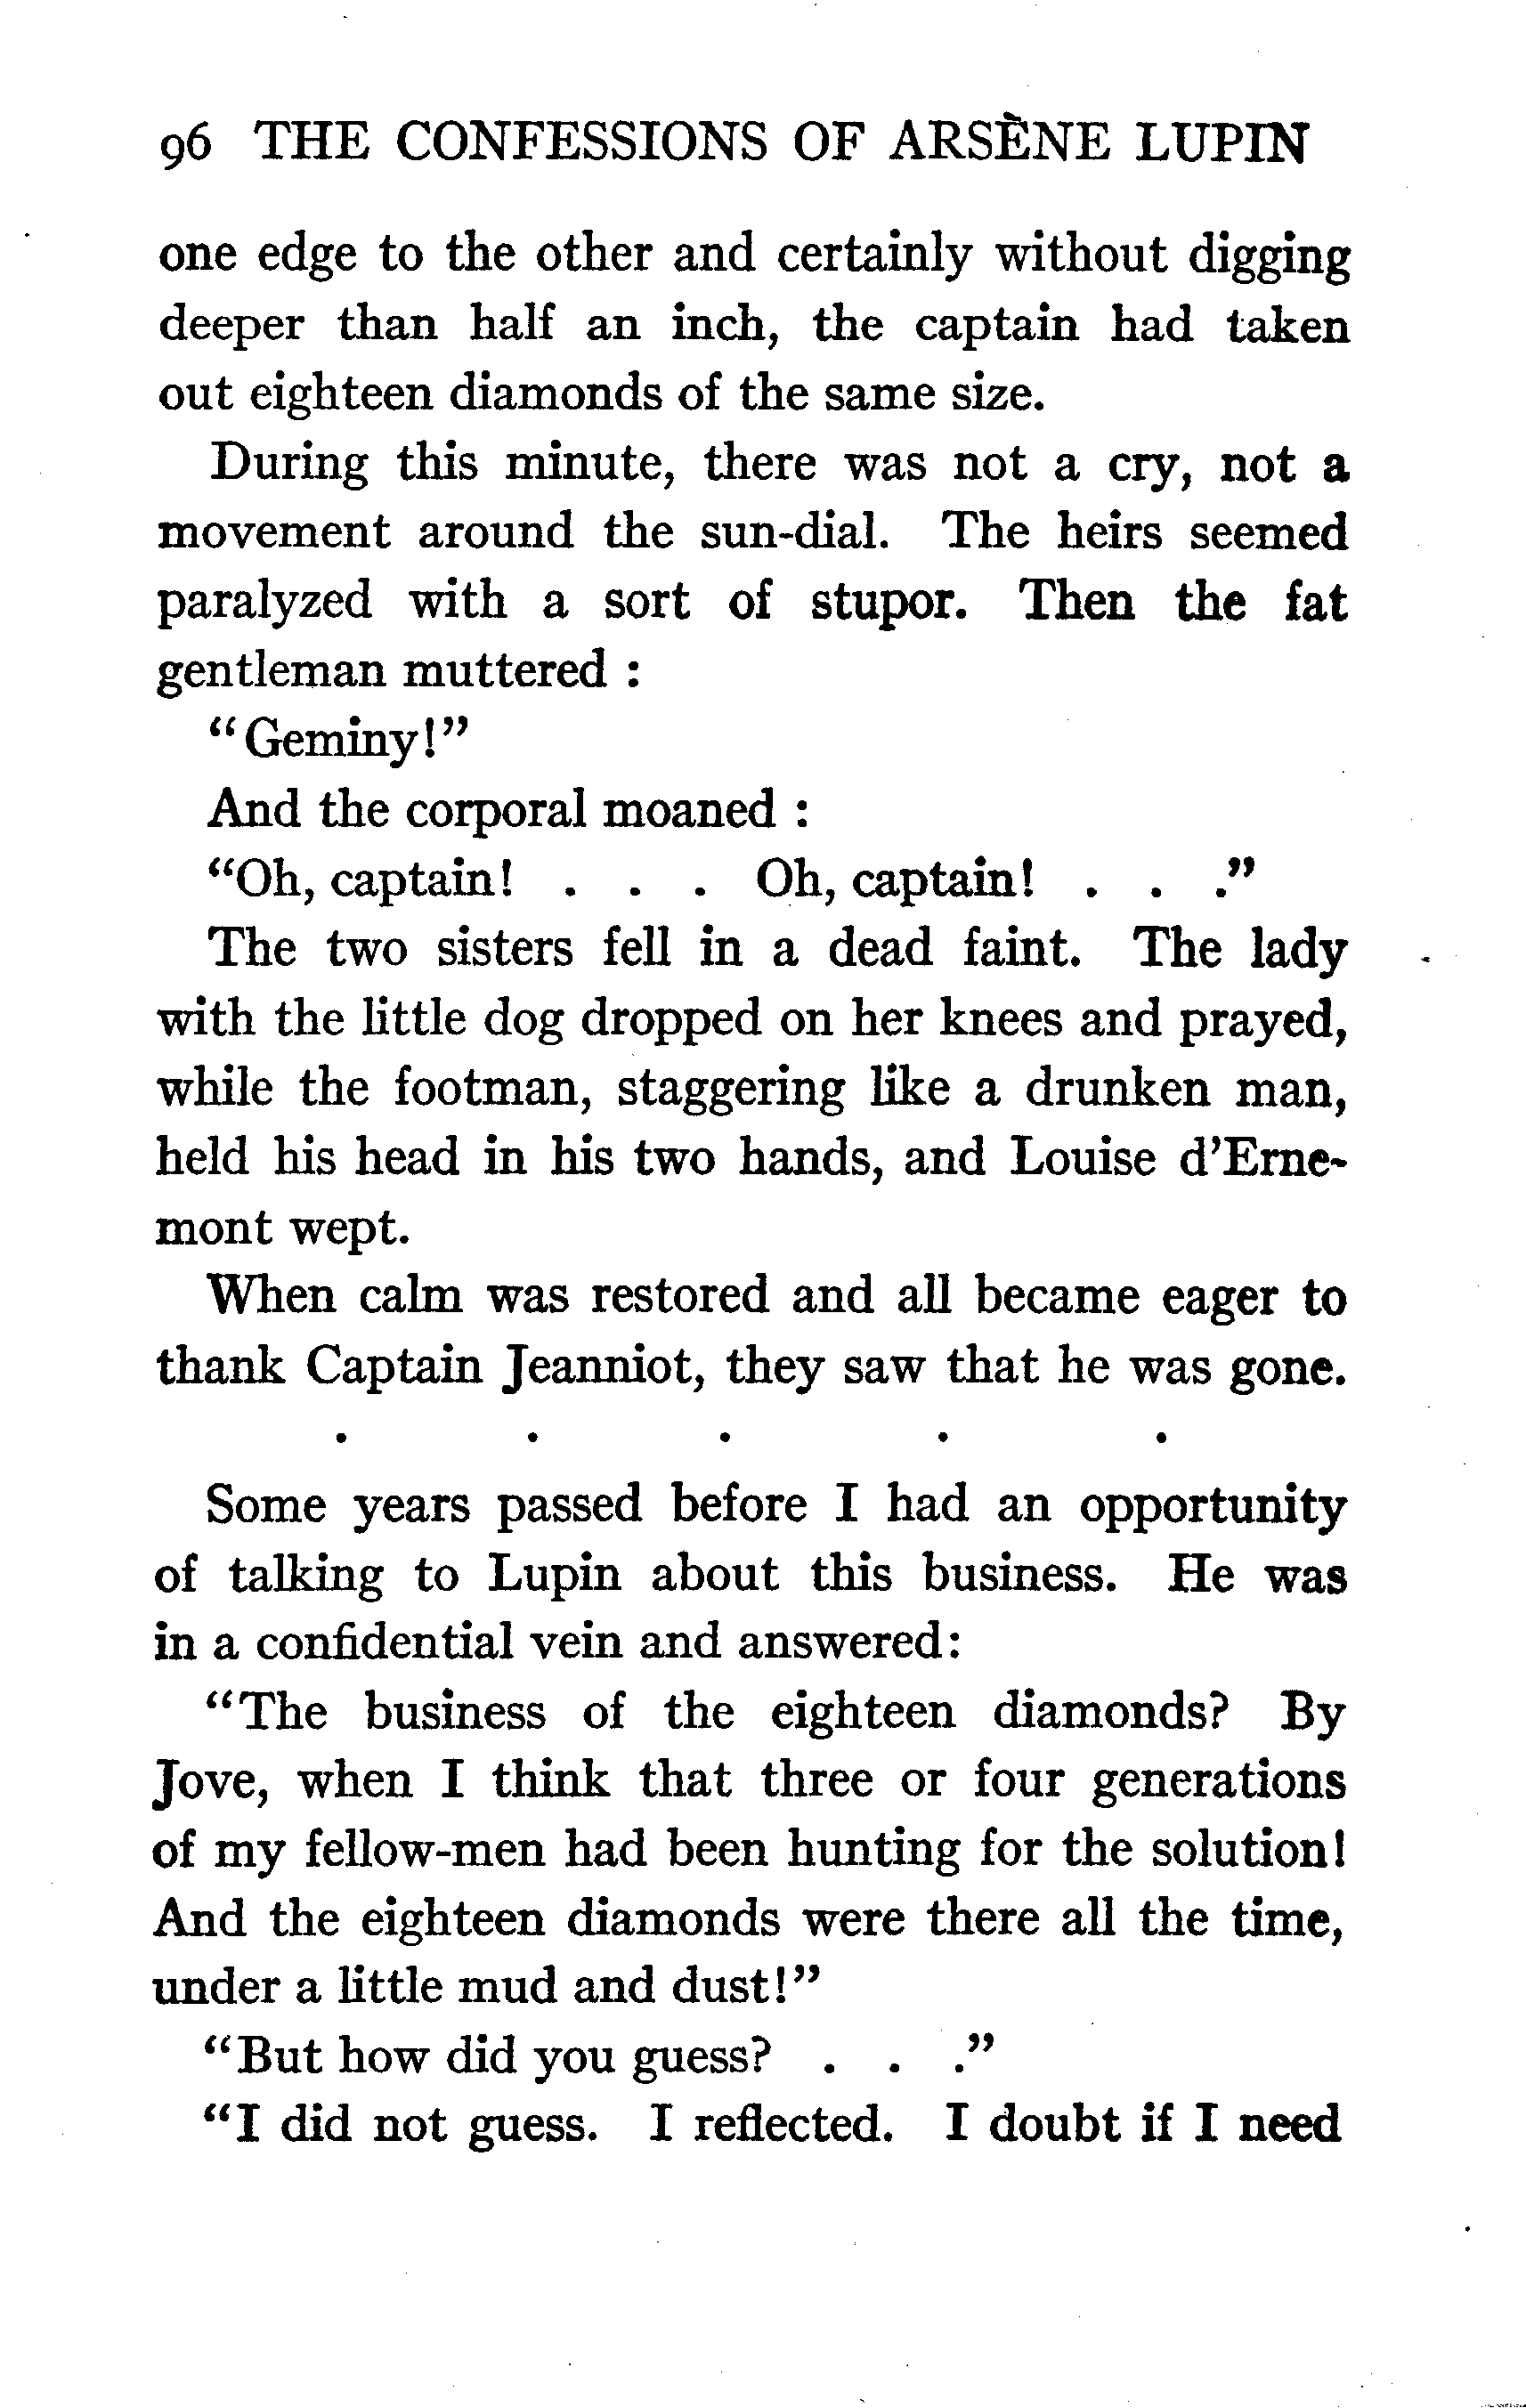 96 THE CONFESSIONS OF ARSÈNE LUPIN
one edge to the other and certainly without digging
deeper than half an inch, the captain had taken
out eighteen diamonds of the same size.
During this minute, there was not a cry, not a
movement around the sun-dial. The heirs seemed
paralyzed with a sort of stupor. Then the fat
gentleman muttered :
"Geminy!"
And the corporal moaned :
"Oh, captain! . . . Oh, captain! . . ."
The two sisters fell in a dead faint. The lady
with the little dog dropped on her knees and prayed,
while the footman, staggering like a drunken man,
held his head in his two hands, and Louise d'Erne-
mont wept.
When calm was restored and all became eager to
thank Captain Jeanniot, they saw that he was gone.
. . . . .
Some years passed before I had an opportunity
of talking to Lupin about this business. He was
in a confidential vein and answered:
"The business of the eighteen diamonds? By
Jove, when I think that three or four generations
of my fellow-men had been hunting for the solution!
And the eighteen diamonds were there all the time,
under a little mud and dust!"
"But how did you guess? . . ."
"I did not guess. I reflected. I doubt if I need